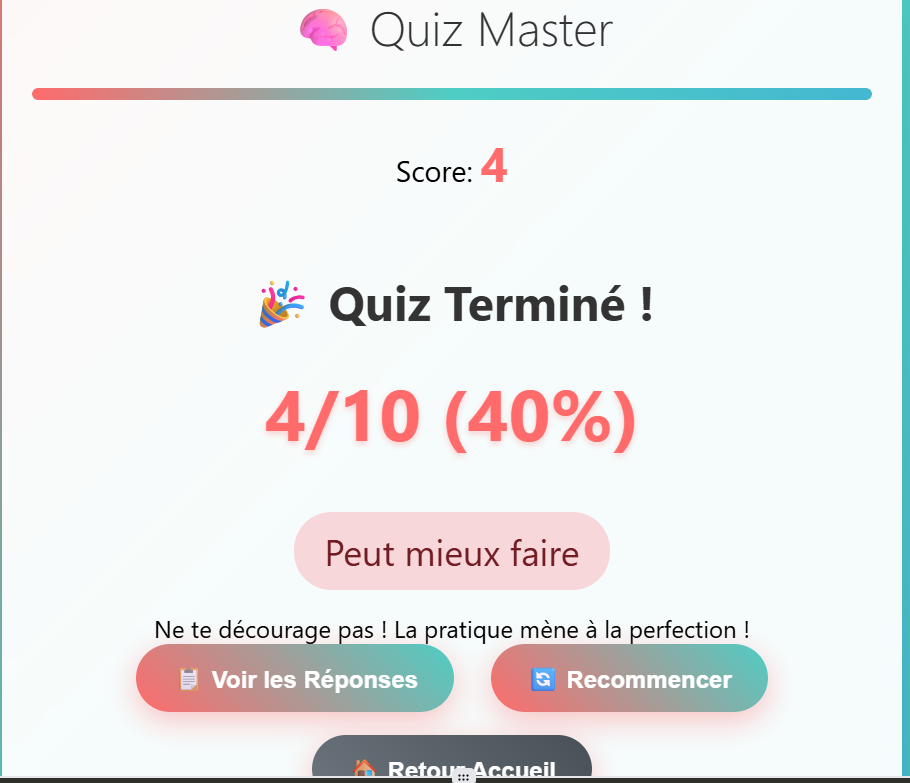 Quiz Master
Score: 4
Quiz Terminé !
4/10 (40%)
Peut mieux faire
Ne te décourage pas ! La pratique mène à la perfection !
Voir les Réponses
Recommencer
Retour Accueil